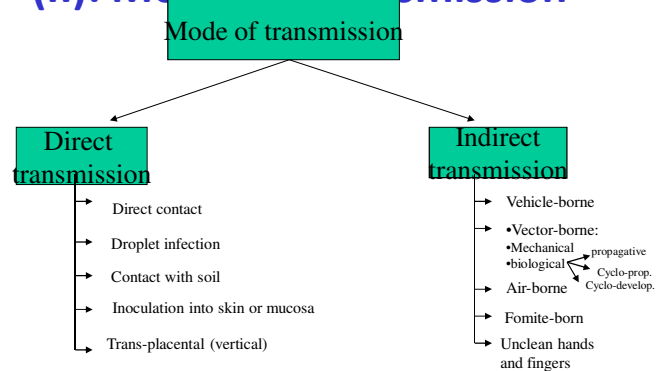 Mode of transmission
Direct
transmission
Direct contact
Droplet infection
Contact with soil
Inoculation into skin or mucosa
Trans-placental (vertical)
Indirect
transmission
Vehicle-borne
•Vector-borne:
•Mechanical
•biological
propagative
Cyclo-prop.
Cyclo-develop.
Air-borne
Fomite-born
Unclean hands
and fingers